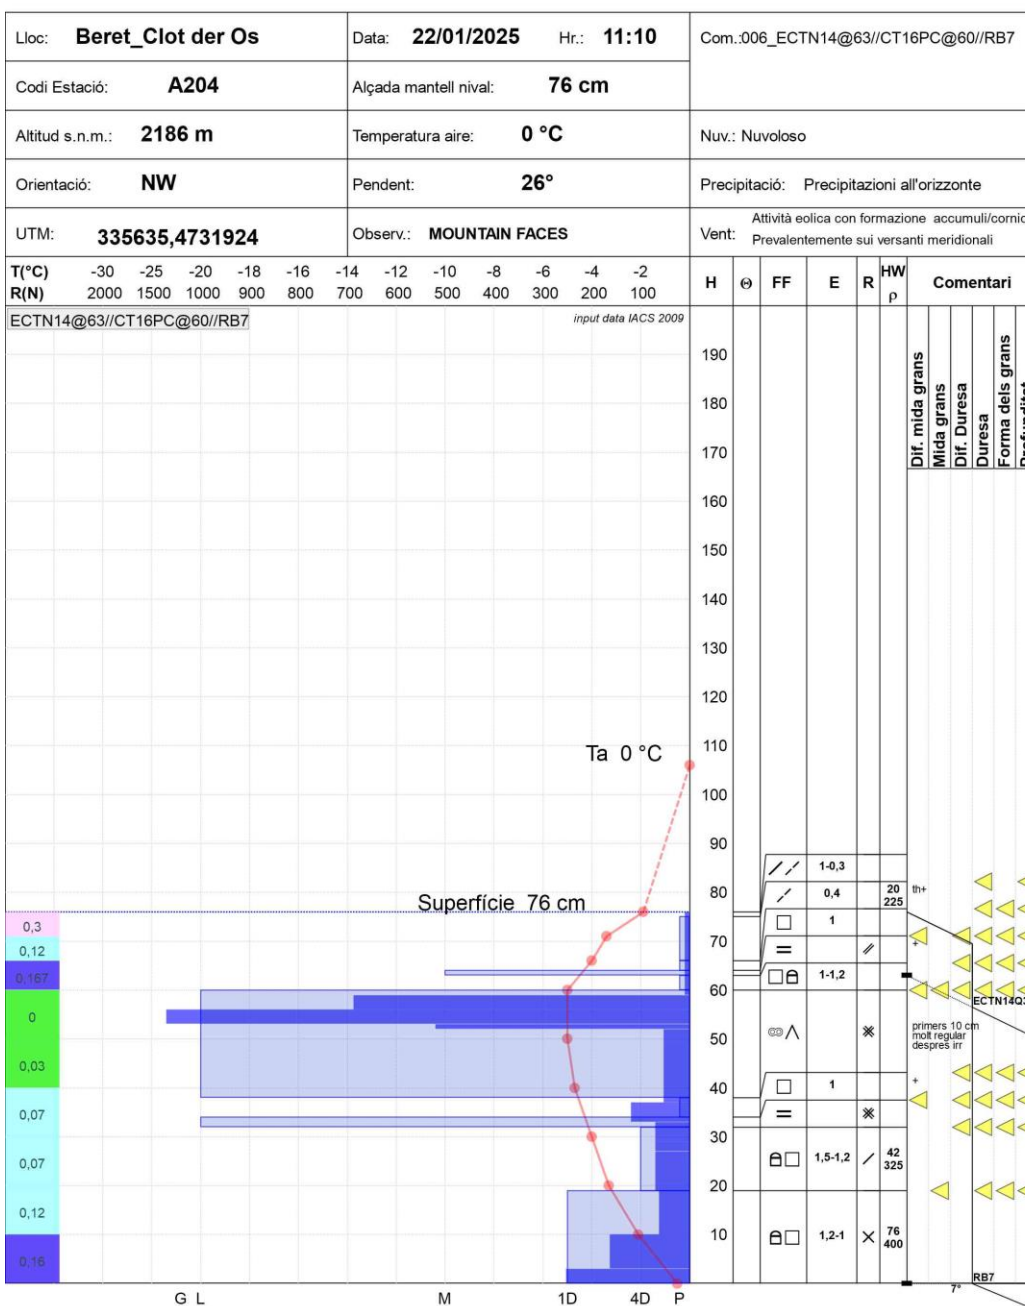 Lloc: Beret_Clot der Os Data: 22/01/2025 Hr.: 11:10 Com.:006_ECTN14@63//CT16PC@60//RB7
Codi Estació: A204 Alçada mantell nival: 76 cm
Altitud s.n.m.: 2186 m Temperatura aire: 0 °C Nuv.: Nuvoloso
Orientació: NW Pendent: 26° Precipitació: Precipitazioni all'orizzonte
UTM: 335635,4731924 Observ.: MOUNTAIN FACES Vent: Attività eolica con formazione accumuli/cornic
Prevalentemente sui versanti meridionali
T(°C) -30 -25 -20 -18 -16 -14 -12 -10 -8 -6 -4 -2 H Θ FF E R HW Comentari
R(N) 2000 1500 1000 900 800 700 600 500 400 300 200 100 ρ
ECTN14@63//CT16PC@60//RB7 input data IACS 2009
Dif. mida grans
Mida grans
Dif. Duresa
Duresa
Forma dels grans
190
180
170
160
150
140
130
120
110
Ta 0 °C
100
90
1-0,3
80 0,4 20 th+
225
Superfície 76 cm
0,3 1
70 +
0,12
0,167 1-1,2
60
ECTN14Q3
0 primers 10 cm
molt regular
despres irr
50
0,03
40 1 +
0,07
30
0,07 1,5-1,2 42
325
20
0,12
10 1,2-1 76
400
0,16
RB7
7°
G L M 1D 4D P